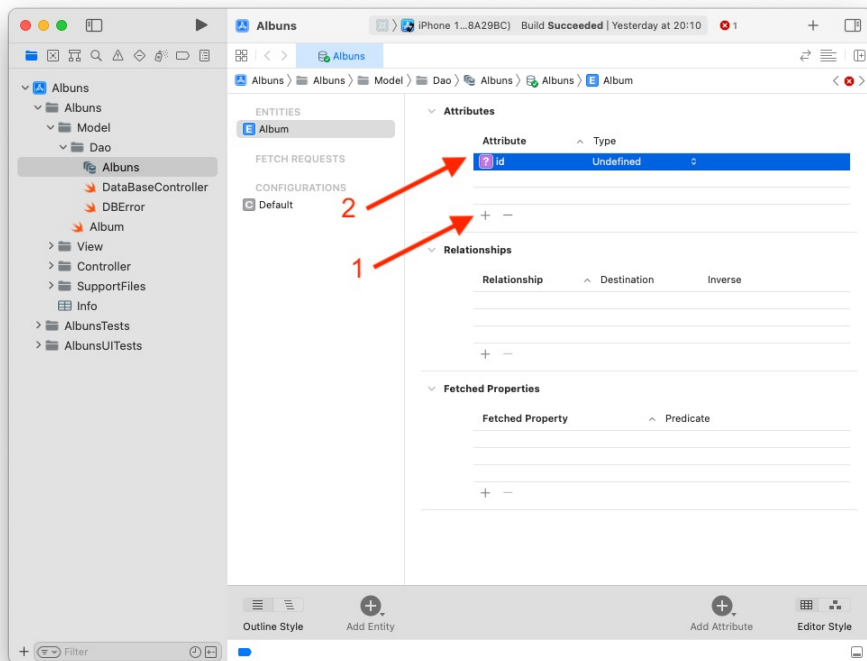 Albuns
iPhone 1...8A29BC) Build Succeeded | Yesterday at 20:10 1
Albuns
Albuns Albuns Model Dao Albuns Albuns E Album
Albuns
Albuns
Model
Dao
Albuns
DataBaseController
DBError
Album
View
Controller
SupportFiles
Info
AlbunsTests
AlbunsUITests
Filter
ENTITIES
E Album
FETCH REQUESTS
CONFIGURATIONS
C Default
Attributes
Attribute Type
? id Undefined
2
1
Relationships
Relationship Destination Inverse
Fetched Properties
Fetched Property Predicate
Outline Style Add Entity Add Attribute Editor Style